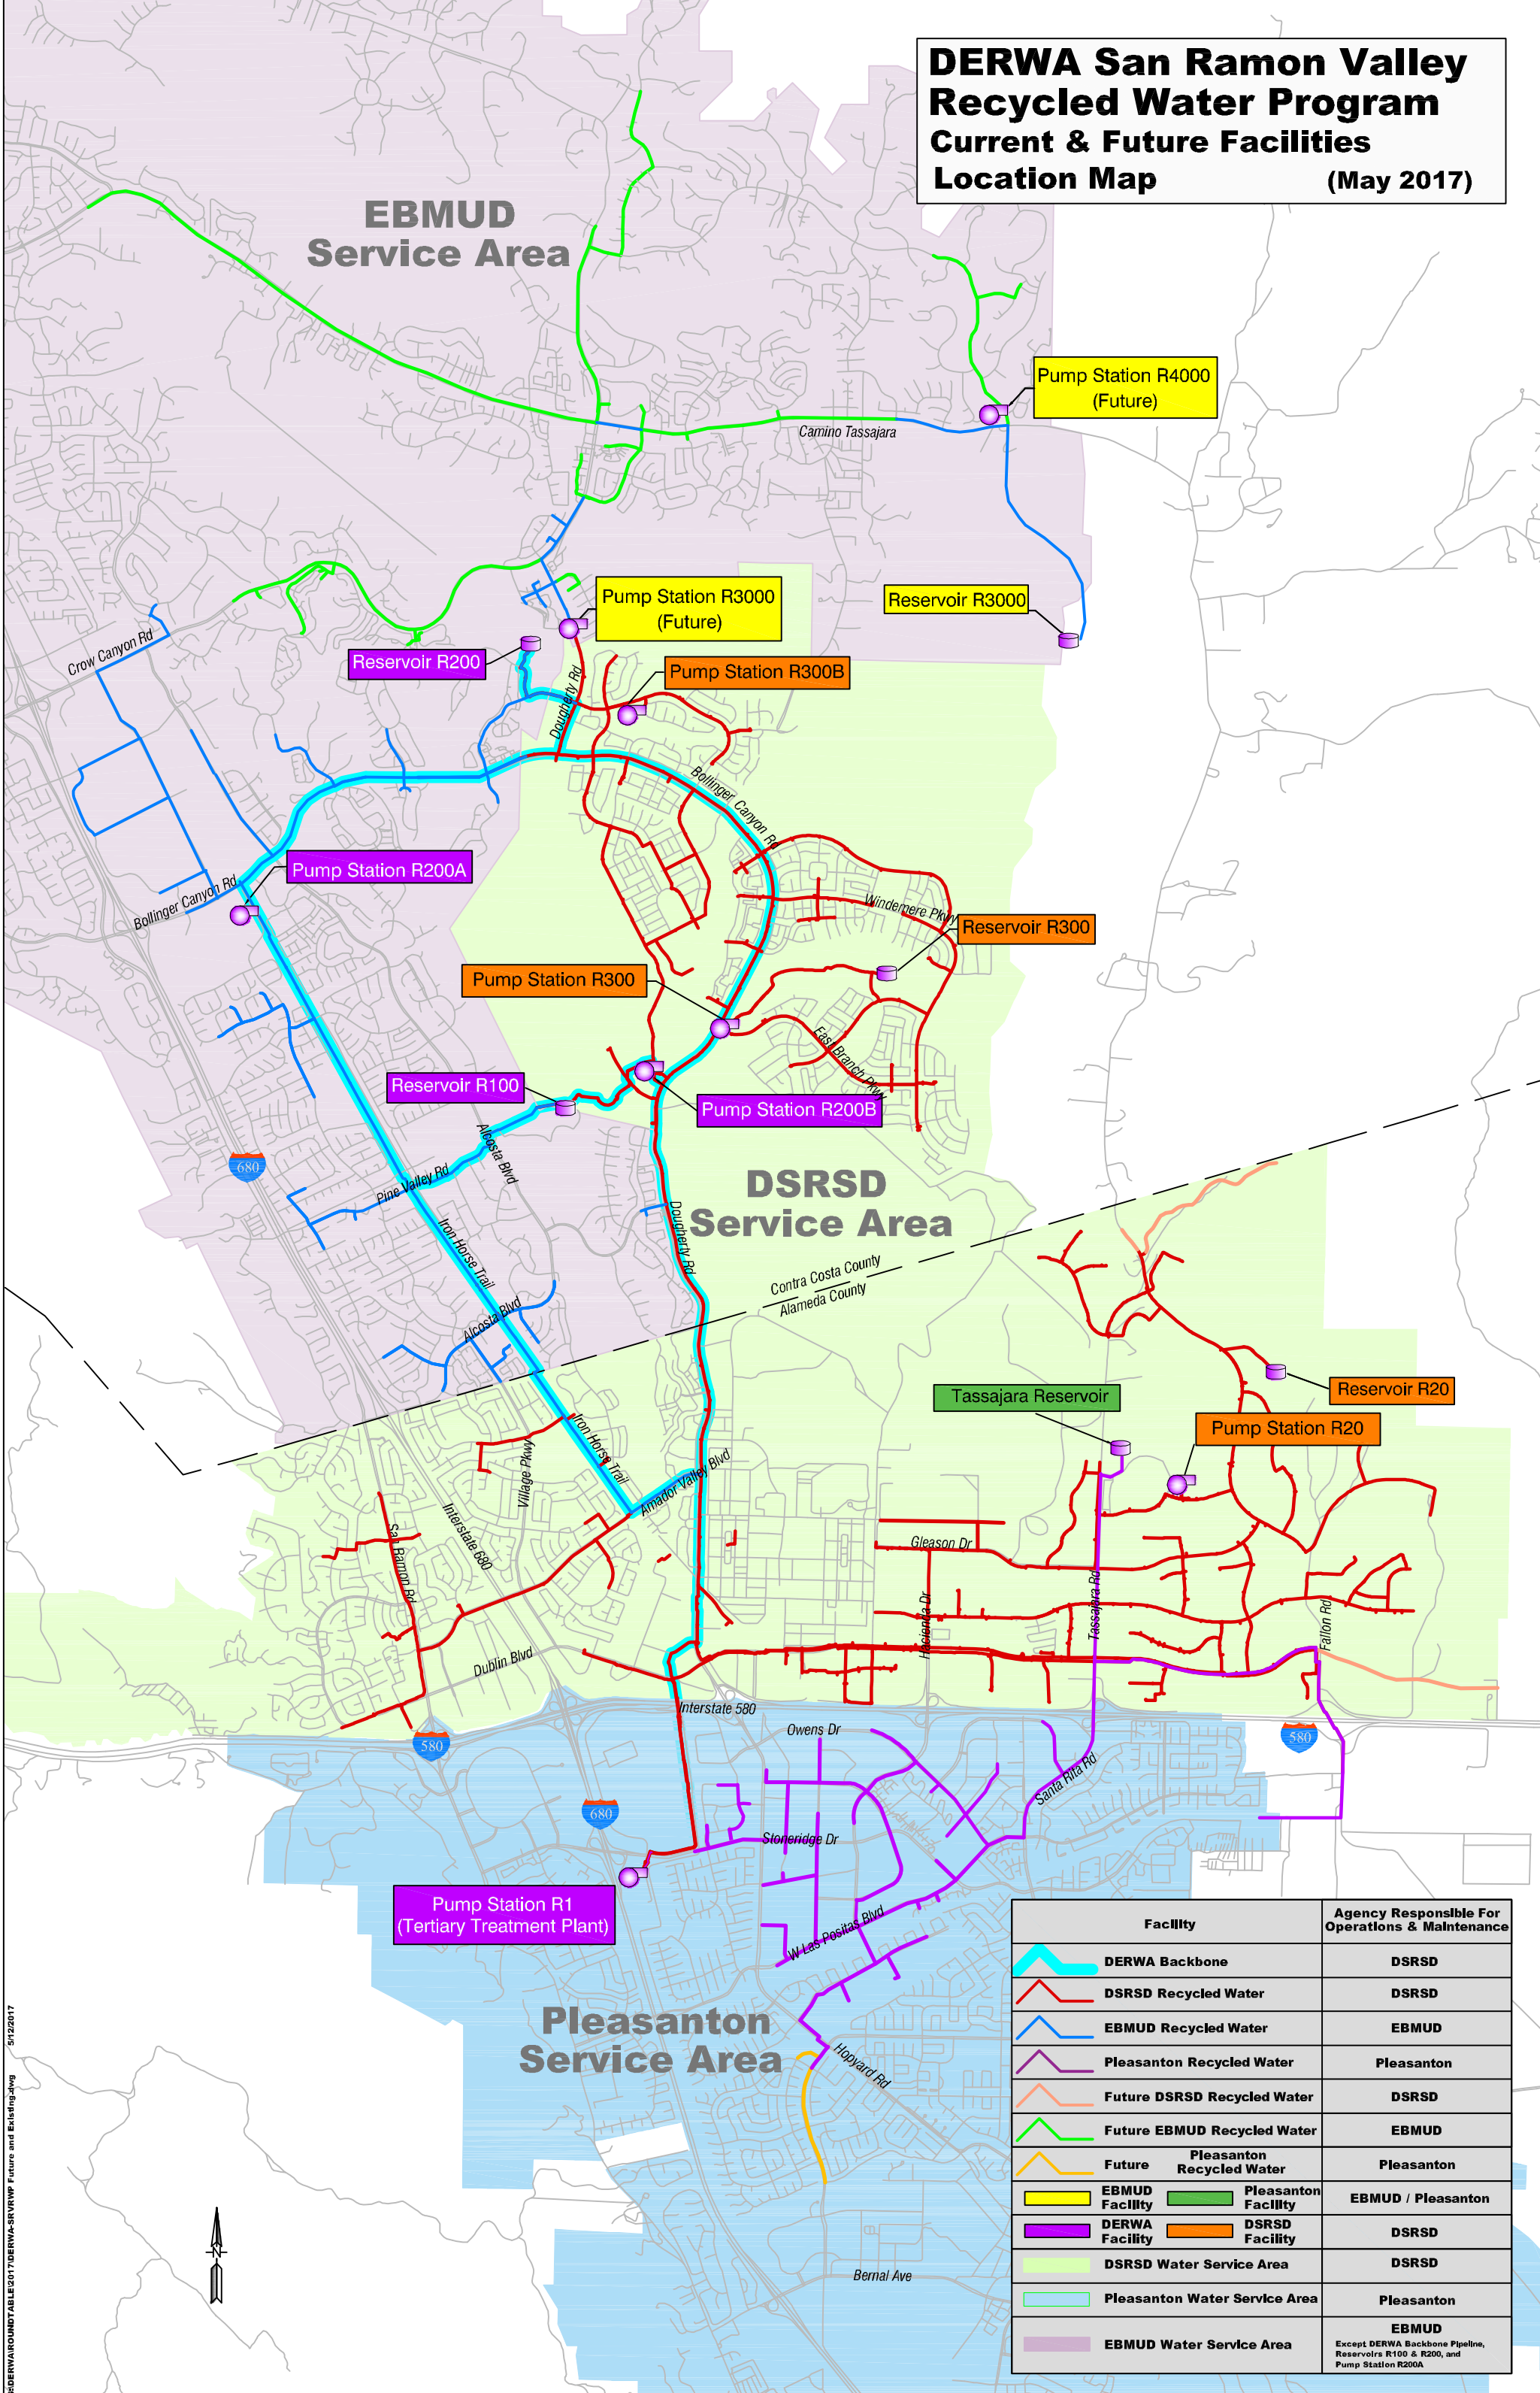 DERWA San Ramon Valley
Recycled Water Program
Current & Future Facilities
Location Map (May 2017)
EBMUD
Service Area
Pump Station R4000
(Future)
Camino Tassajara
Pump Station R3000
(Future)
Reservoir R3000
Crow Canyon Rd
Reservoir R200
Dougherty Rd
Pump Station R300B
Bollinger Canyon Rd
Pump Station R200A
Bollinger Canyon Rd
Windemere Pkwy
Reservoir R300
Pump Station R300
East Branch Pkwy
Reservoir R100
Pump Station R200B
Alcosta Blvd
680
Pine Valley Rd
DSRSD
Service Area
Iron Horse Trail
Dougherty Rd
Contra Costa County
Alameda County
Alcosta Blvd
Tassajara Reservoir
Reservoir R20
Pump Station R20
Iron Horse Trail
Village Pkwy
Amador Valley Blvd
Interstate 680
San Ramon Rd
Gleason Dr
Hacienda Dr
Tassajara Rd
Fallon Rd
Dublin Blvd
Interstate 580
580
580
Owens Dr
Santa Rita Rd
680
Stoneridge Dr
Pump Station R1
(Tertiary Treatment Plant)
W Las Positas Blvd
Pleasanton
Service Area
Hopyard Rd
Bernal Ave
N
Facility
Agency Responsible For
Operations & Maintenance
DERWA Backbone DSRSD
DSRSD Recycled Water DSRSD
EBMUD Recycled Water EBMUD
Pleasanton Recycled Water Pleasanton
Future DSRSD Recycled Water DSRSD
Future EBMUD Recycled Water EBMUD
Future Pleasanton
Recycled Water Pleasanton
EBMUD
Facility
Pleasanton
Facility
EBMUD / Pleasanton
DERWA
Facility
DSRSD
Facility
DSRSD
DSRSD Water Service Area DSRSD
Pleasanton Water Service Area Pleasanton
EBMUD Water Service Area
EBMUD
Except DERWA Backbone Pipeline,
Reservoirs R100 & R200, and
Pump Station R200A
DERWA\ROUNDTABLE\2017\DERWA-SRVRWP Future and Existing.dwg 5/12/2017